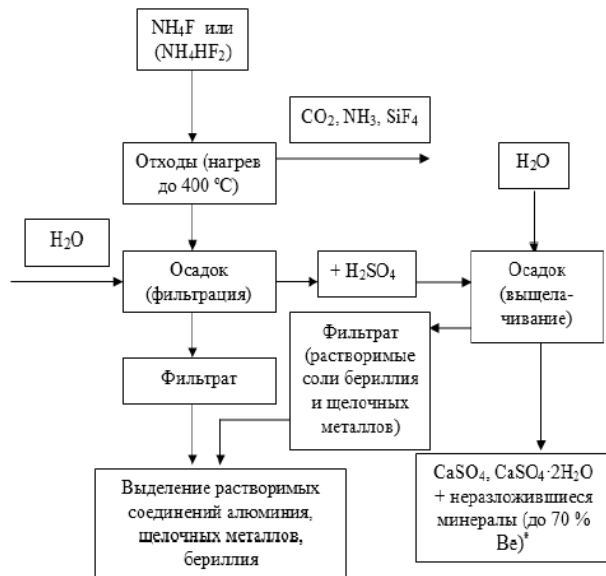 NH₄F или
(NH₄HF₂)
CO₂, NH₃, SiF₄
Отходы (нагрев
до 400 ºC)
H₂O
H₂O
Осадок
(фильтрация)
+ H₂SO₄
Осадок
(выщела-
чивание)
Фильтрат
(растворимые
соли бериллия
и щелочных
металлов)
Фильтрат
Выделение растворимых
соединений алюминия,
щелочных металлов,
бериллия
CaSO₄, CaSO₄·2H₂O
+ неразложившиеся
минералы (до 70 %
Be)*